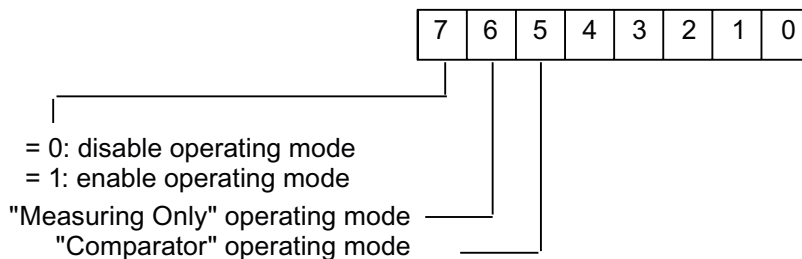 7 6 5 4 3 2 1 0
= 0: disable operating mode
= 1: enable operating mode
"Measuring Only" operating mode
"Comparator" operating mode